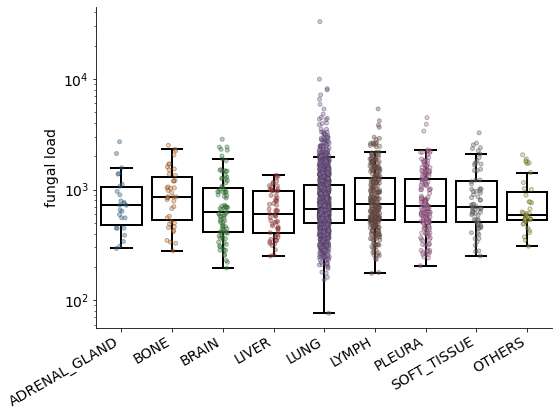 fungal load
10^4
10^3
10^2
ADRENAL_GLAND
BONE
BRAIN
LIVER
LUNG
LYMPH
PLEURA
SOFT_TISSUE
OTHERS